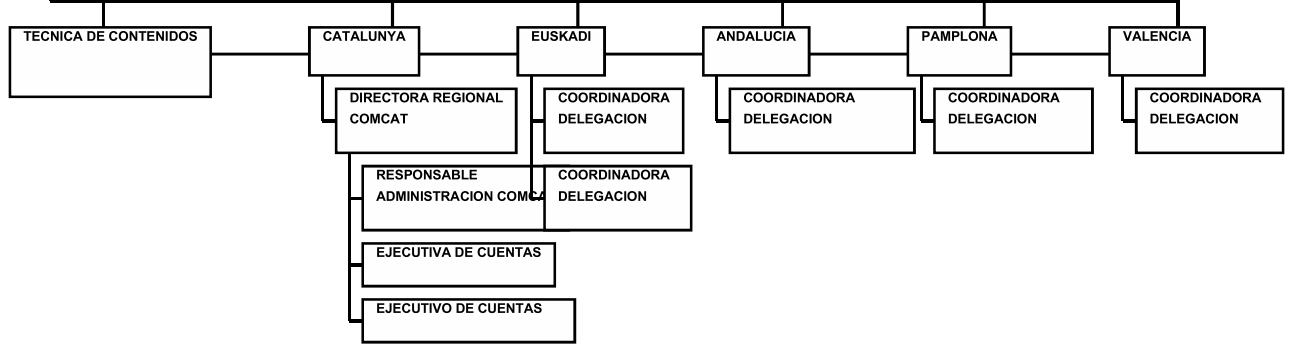 TECNICA DE CONTENIDOS
CATALUNYA
EUSKADI
ANDALUCIA
PAMPLONA
VALENCIA
DIRECTORA REGIONAL
COMCAT
COORDINADORA
DELEGACION
COORDINADORA
DELEGACION
COORDINADORA
DELEGACION
COORDINADORA
DELEGACION
RESPONSABLE
ADMINISTRACION
COORDINADORA
DELEGACION
EJECUTIVA DE CUENTAS
EJECUTIVO DE CUENTAS